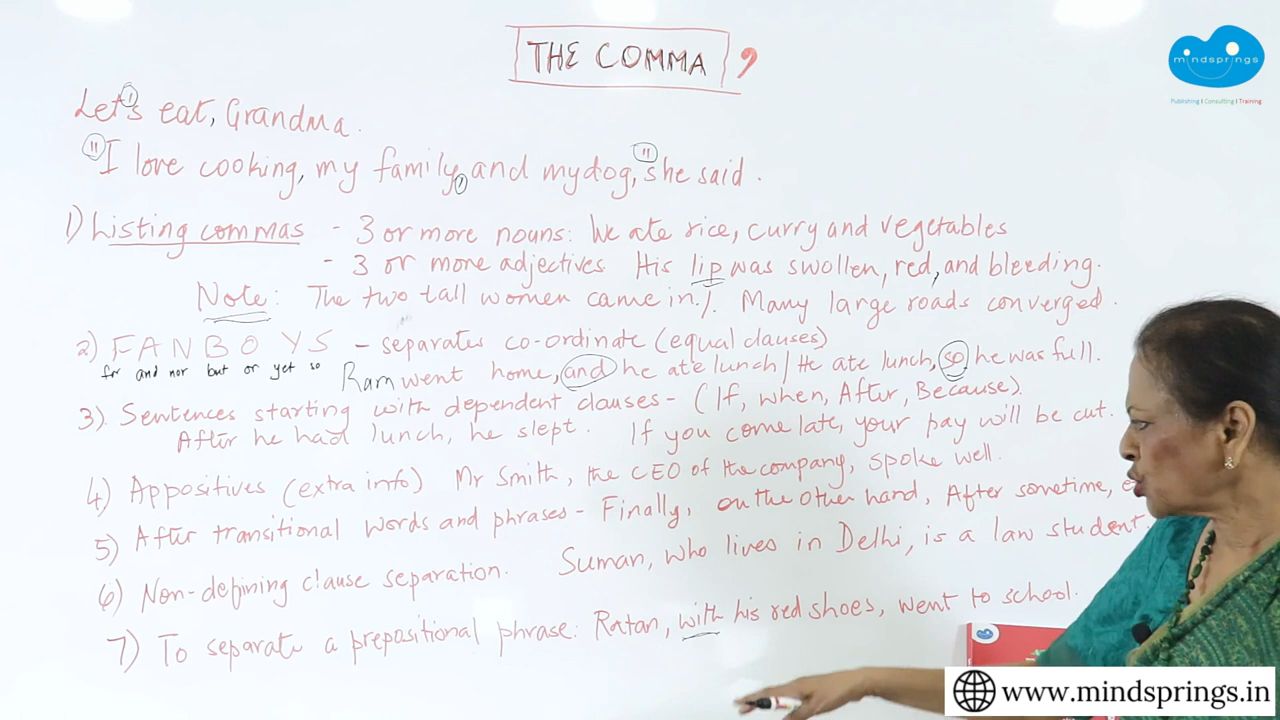 THE COMMA ,
mindsprings
Publishing | Consulting | Training
Let's eat, Grandma.
"I love cooking, my family, and my dog," she said.
1) Listing commas - 3 or more nouns: We ate rice, curry and vegetables
- 3 or more adjectives His lip was swollen, red, and bleeding.
Note: The two tall women came in. / . Many large roads converged.
2) FANBOYS - separates co-ordinate (equal clauses)
for and nor but or yet so Ram went home, and he ate lunch / He ate lunch, so he was full.
3) Sentences starting with dependent clauses - (If, when, After, Because).
After he had lunch, he slept. If you come late, your pay will be cut.
4) Appositives (extra info) Mr Smith, the CEO of the company, spoke well.
5) After transitional words and phrases - Finally, on the other hand, After sometime,
6) Non-defining clause separation. Suman, who lives in Delhi, is a law student
7) To separate a prepositional phrase: Ratan, with his red shoes, went to school.
www.mindsprings.in